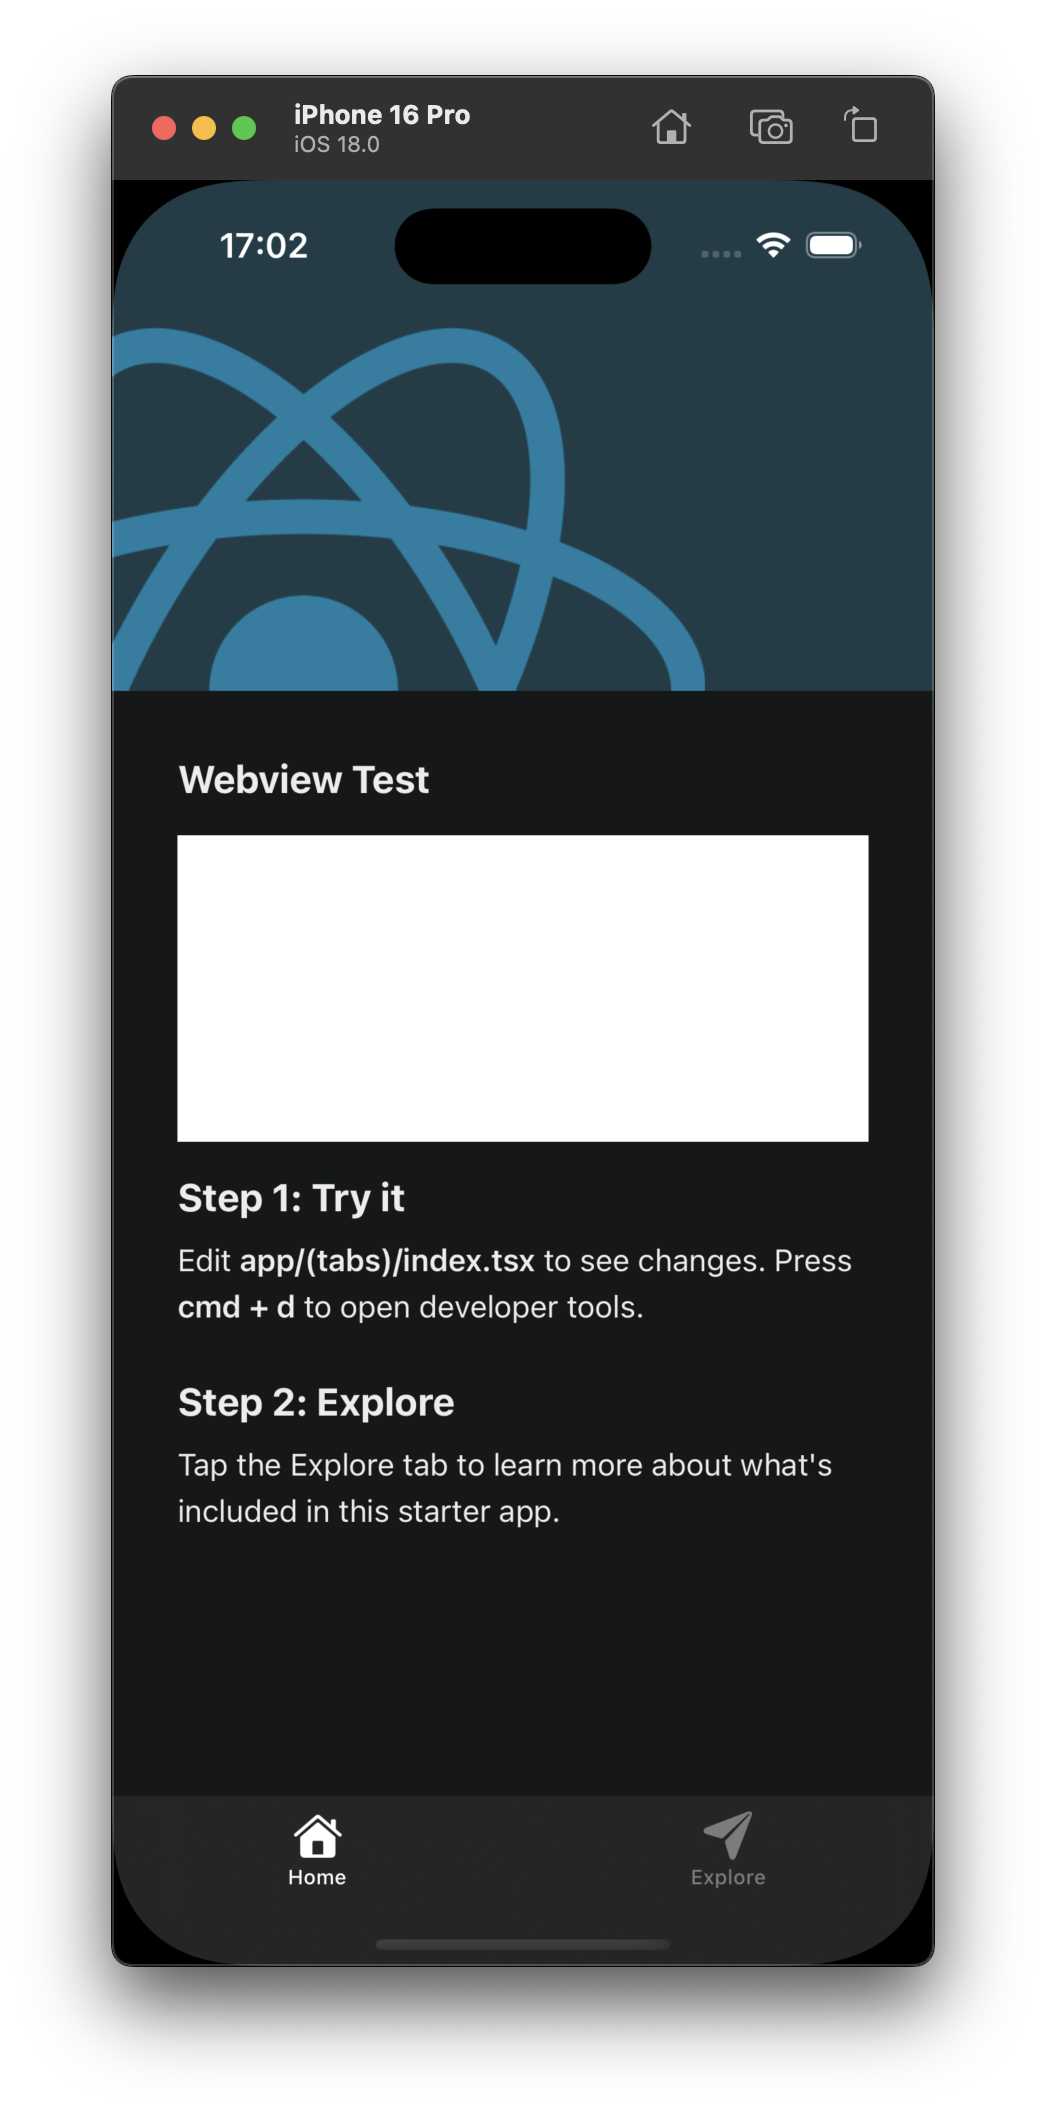 iPhone 16 Pro
iOS 18.0
17:02
Webview Test
Step 1: Try it
Edit app/(tabs)/index.tsx to see changes. Press
cmd + d to open developer tools.
Step 2: Explore
Tap the Explore tab to learn more about what's
included in this starter app.
Home
Explore